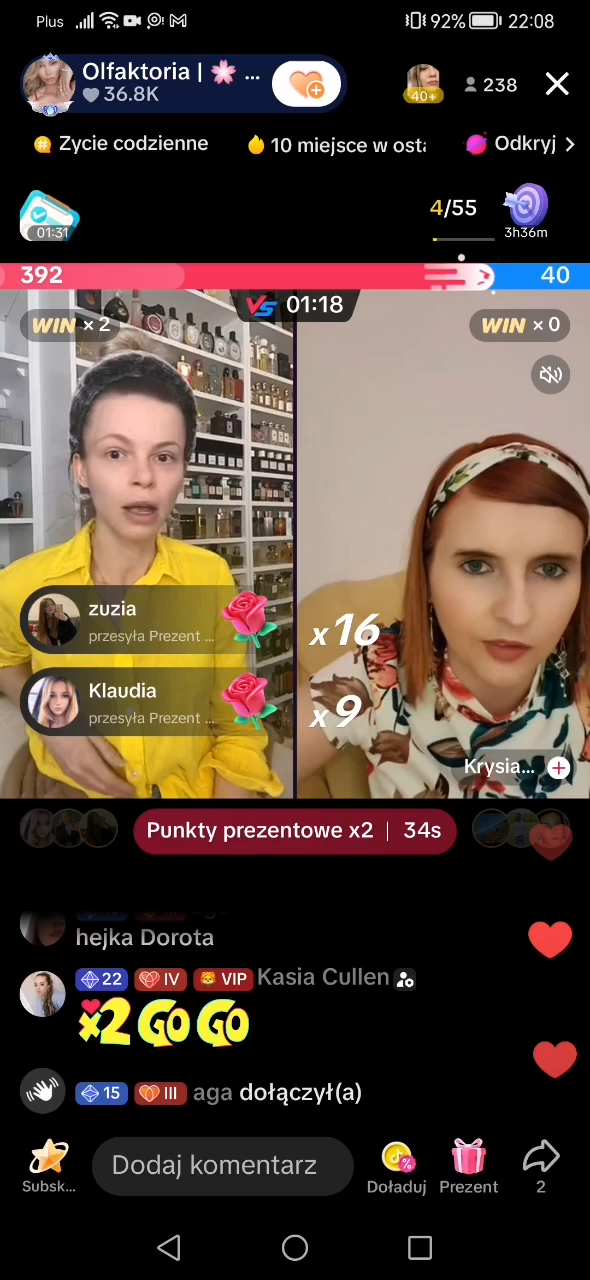 Plus 92% 22:08
Olfaktoria | 🌸 ...
36.8K
40+
238
Zycie codzienne
10 miejsce w osta
Odkryj >
01:31
4/55
3h36m
392
40
VS 01:18
WIN × 2
WIN × 0
zuzia
przesyła Prezent ...
x16
Klaudia
przesyła Prezent ...
x9
Krysia...
Punkty prezentowe x2 | 34s
hejka Dorota
22 IV VIP Kasia Cullen
x2 GO GO
15 III aga dołączył(a)
Subsk...
Dodaj komentarz
Doładuj
Prezent
2